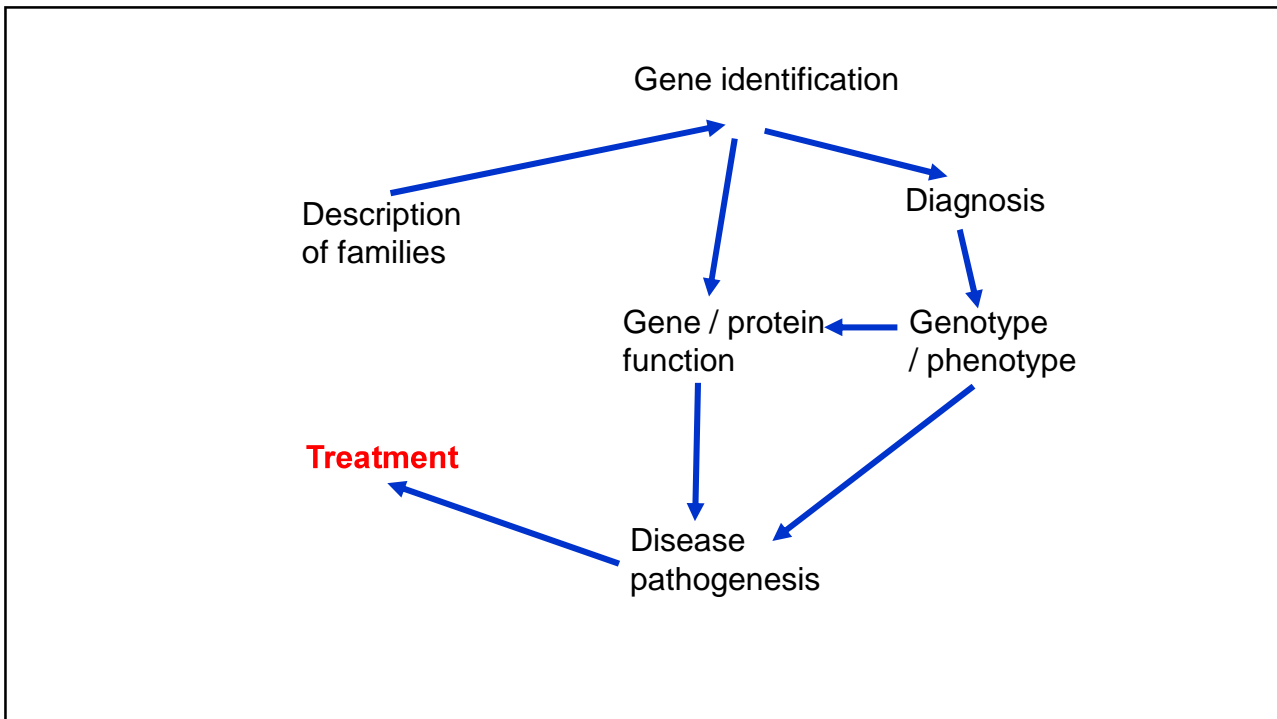 Gene identification
Description
of families
Diagnosis
Gene / protein
function
Genotype
/ phenotype
Treatment
Disease
pathogenesis